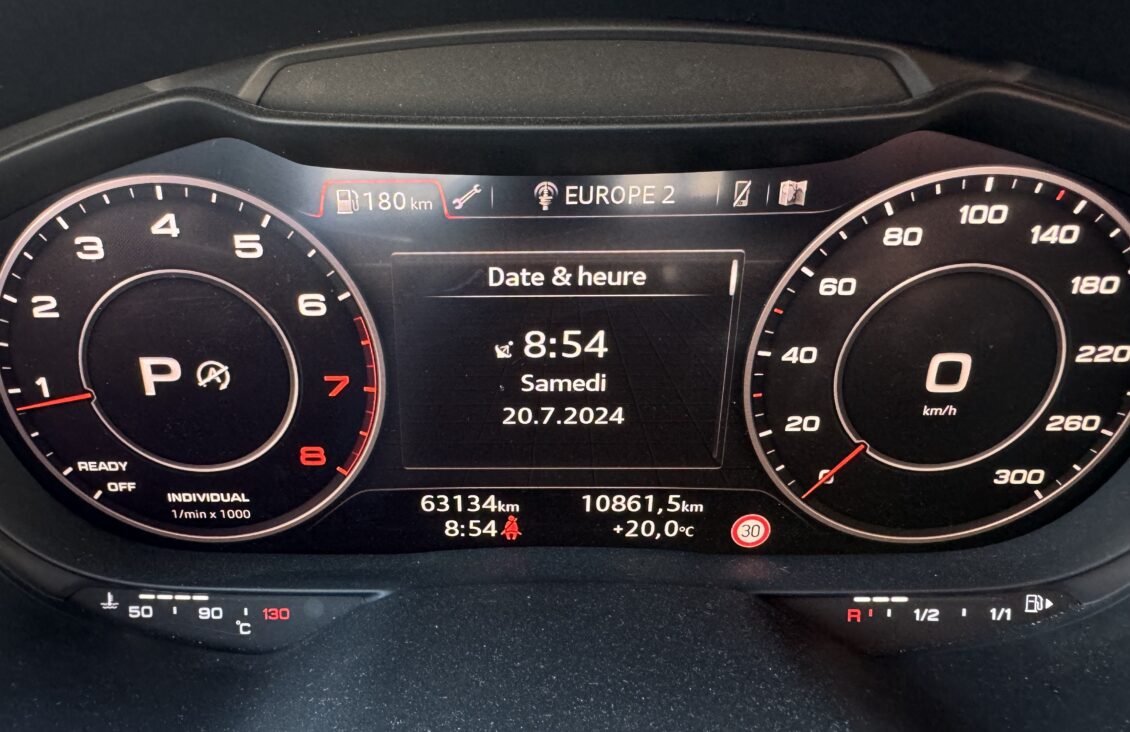 180 km
EUROPE 2
Date & heure
8:54
Samedi
20.7.2024
1
2
3
4
5
6
7
8
P
A
READY
OFF
INDIVIDUAL
1/min x 1000
63134km
10861,5km
8:54
+20,0°C
30
0
20
40
60
80
100
140
180
220
260
300
0
km/h
50
90
130
°C
R
1/2
1/1